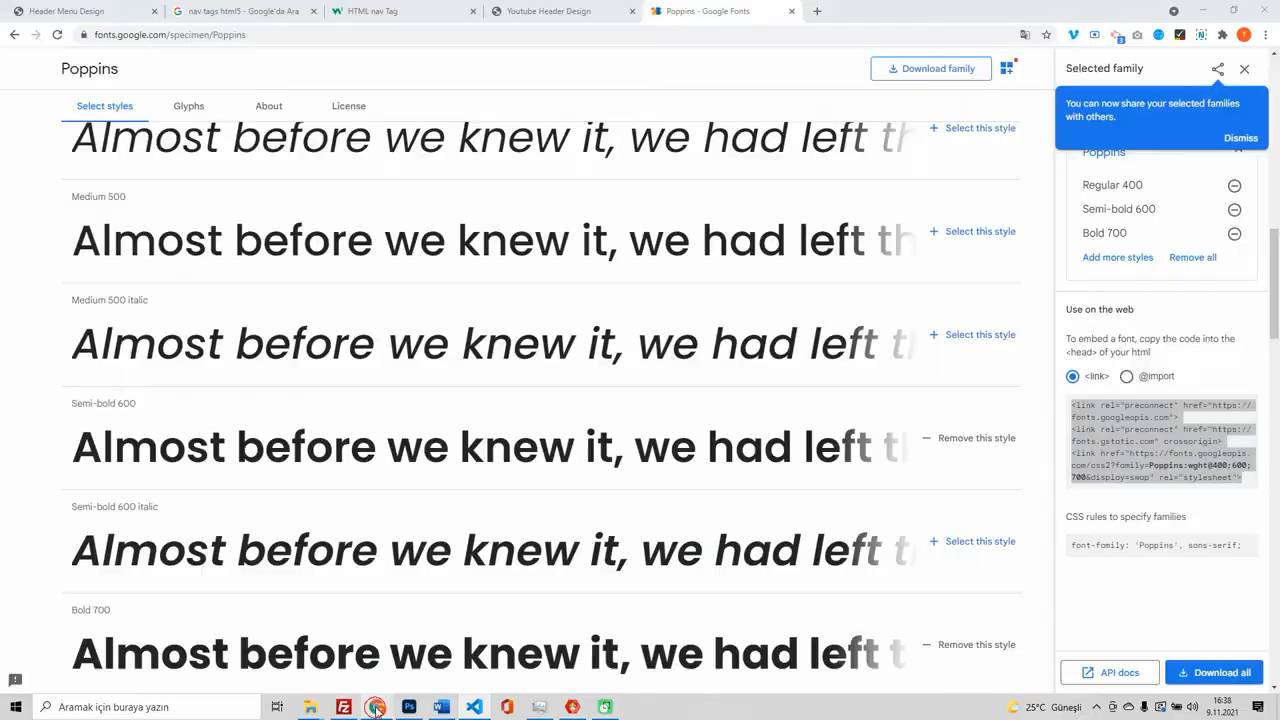 Header Menu Design
nav tags html5 - Google'da Ara
HTML nav Tag
Youtube Header Design
Poppins - Google Fonts
fonts.google.com/specimen/Poppins
Poppins
Download family
Selected family
You can now share your selected families
with others.
Dismiss
Select styles
Glyphs
About
License
Almost before we knew it, we had left th
Select this style
Poppins
Medium 500
Almost before we knew it, we had left th
Select this style
Regular 400
Semi-bold 600
Bold 700
Add more styles
Remove all
Medium 500 italic
Almost before we knew it, we had left t
Select this style
Use on the web
To embed a font, copy the code into the
<head> of your html
<link>
@import
<link rel="preconnect" href="https://
fonts.googleapis.com">
<link rel="preconnect" href="https://
fonts.gstatic.com" crossorigin>
<link href="https://fonts.googleapis.
com/css2?family=Poppins:wght@400;600;
700&display=swap" rel="stylesheet">
Semi-bold 600
Almost before we knew it, we had left t
Remove this style
CSS rules to specify families
font-family: 'Poppins', sans-serif;
Semi-bold 600 italic
Almost before we knew it, we had left t
Select this style
Bold 700
Almost before we knew it, we had left t
Remove this style
API docs
Download all
Aramak için buraya yazın
25°C Güneşli
16:38
9.11.2021